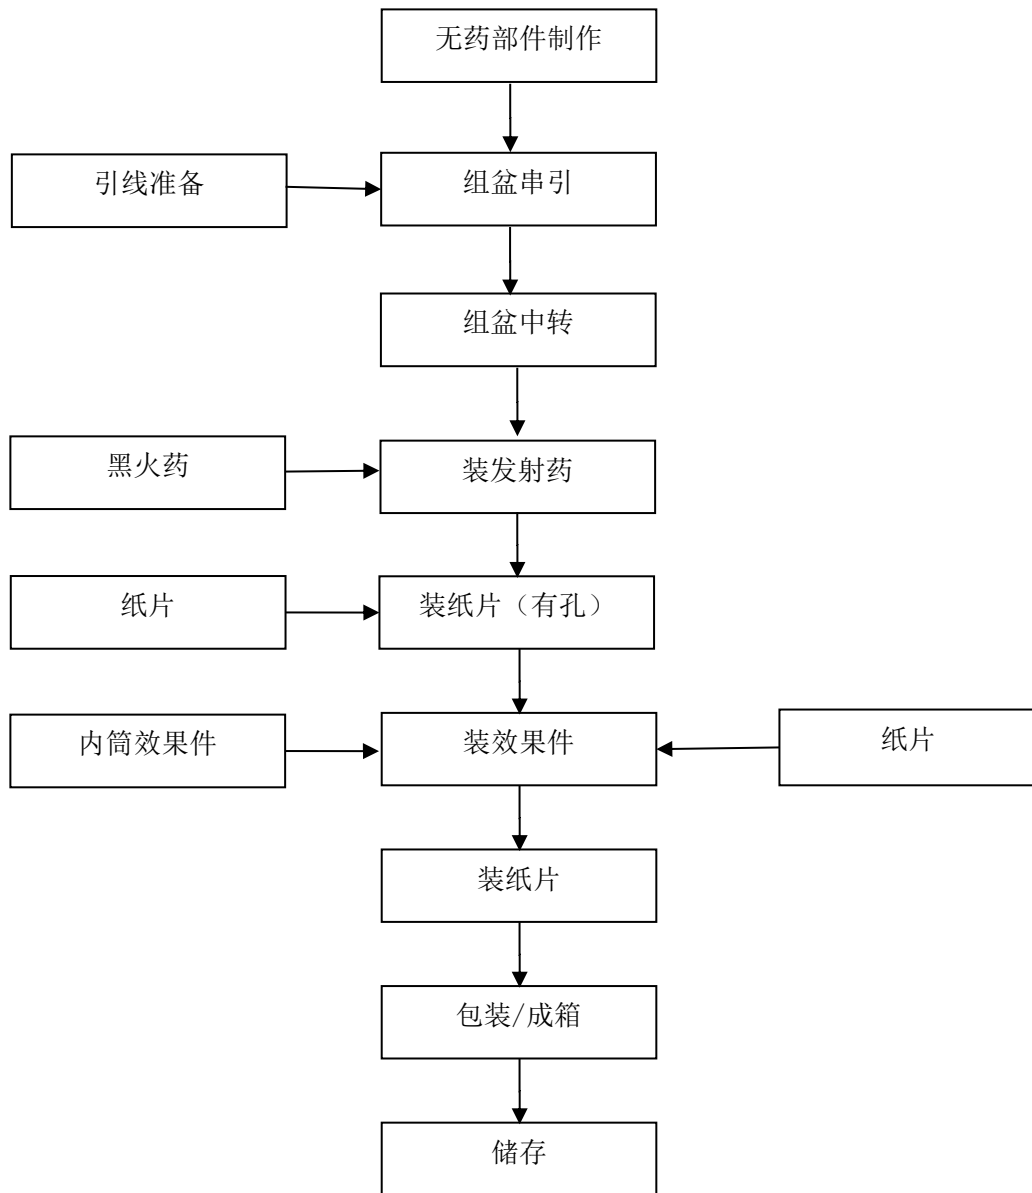 无药部件制作
引线准备
组盆串引
组盆中转
黑火药
装发射药
纸片
装纸片（有孔）
内筒效果件
装效果件
纸片
装纸片
包装/成箱
储存